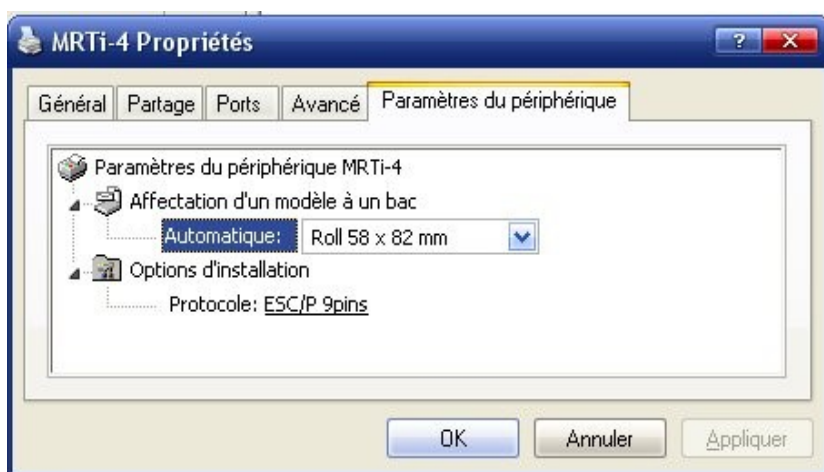 MRTi-4 Propriétés
Général Partage Ports Avancé Paramètres du périphérique
Paramètres du périphérique MRTi-4
Affectation d'un modèle à un bac
Automatique: Roll 58 x 82 mm
Options d'installation
Protocole: ESC/P 9pins
OK Annuler Appliquer